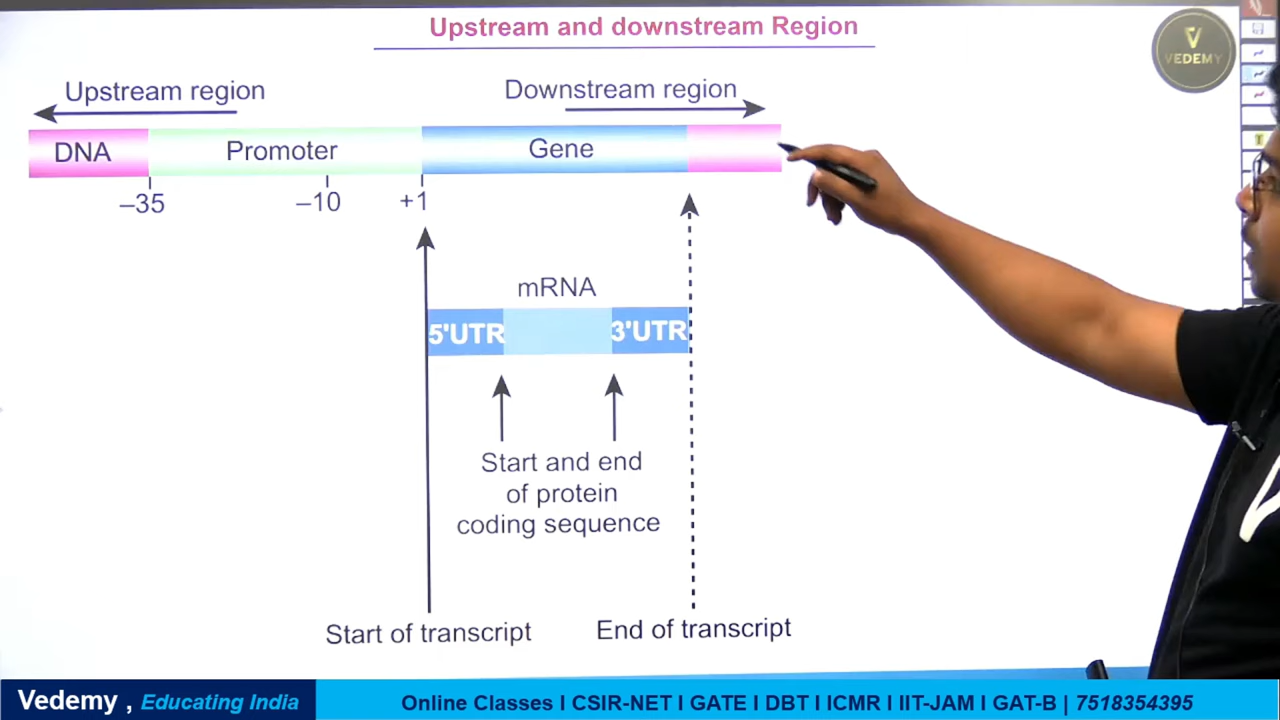 Upstream and downstream Region
VEDEMY
Upstream region
Downstream region
DNA
Promoter
Gene
–35
–10
+1
mRNA
5'UTR
3'UTR
Start and end
of protein
coding sequence
Start of transcript
End of transcript
Vedemy , Educating India
Online Classes I CSIR-NET I GATE I DBT I ICMR I IIT-JAM I GAT-B | 7518354395